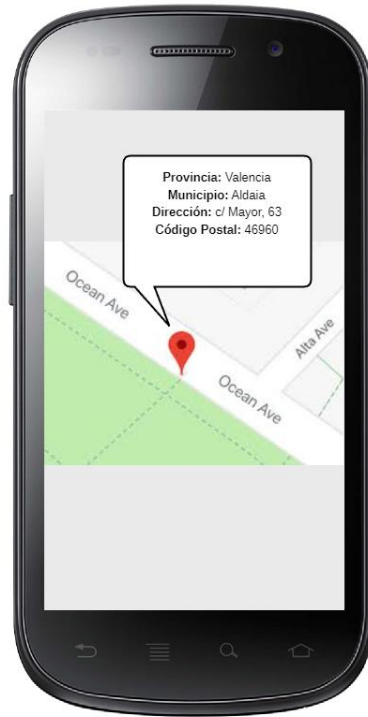 Provincia: Valencia
Municipio: Aldaia
Dirección: c/ Mayor, 63
Código Postal: 46960
Ocean Ave
Alta Ave
Ocean Ave